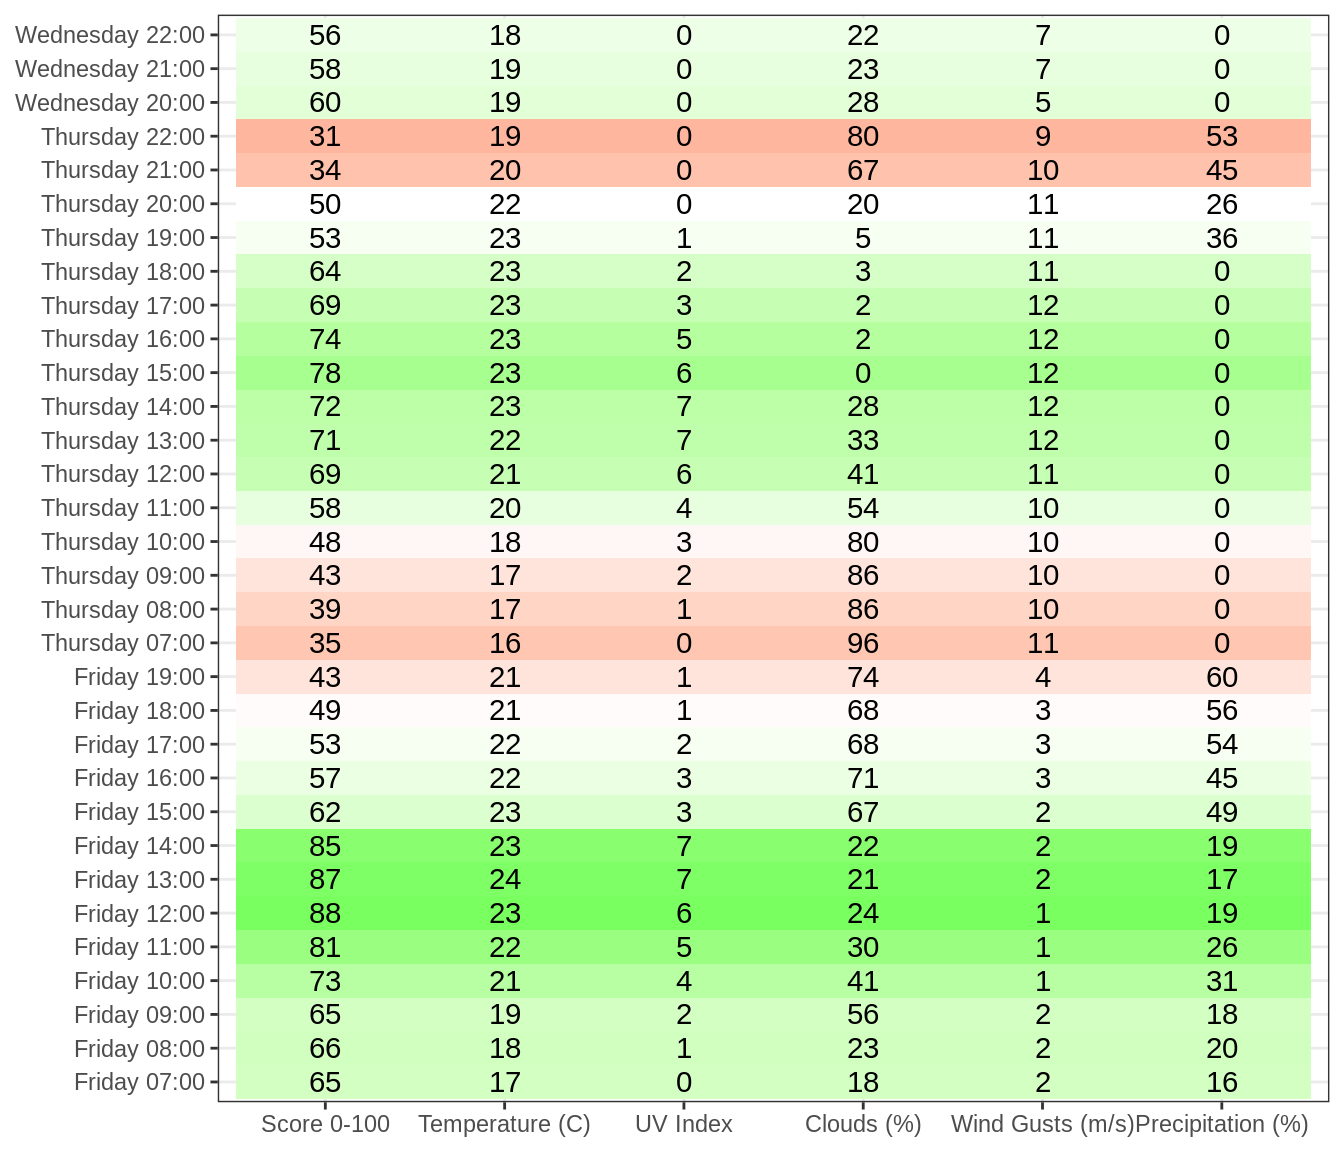 Wednesday 22:00 56 18 0 22 7 0
Wednesday 21:00 58 19 0 23 7 0
Wednesday 20:00 60 19 0 28 5 0
Thursday 22:00 31 19 0 80 9 53
Thursday 21:00 34 20 0 67 10 45
Thursday 20:00 50 22 0 20 11 26
Thursday 19:00 53 23 1 5 11 36
Thursday 18:00 64 23 2 3 11 0
Thursday 17:00 69 23 3 2 12 0
Thursday 16:00 74 23 5 2 12 0
Thursday 15:00 78 23 6 0 12 0
Thursday 14:00 72 23 7 28 12 0
Thursday 13:00 71 22 7 33 12 0
Thursday 12:00 69 21 6 41 11 0
Thursday 11:00 58 20 4 54 10 0
Thursday 10:00 48 18 3 80 10 0
Thursday 09:00 43 17 2 86 10 0
Thursday 08:00 39 17 1 86 10 0
Thursday 07:00 35 16 0 96 11 0
Friday 19:00 43 21 1 74 4 60
Friday 18:00 49 21 1 68 3 56
Friday 17:00 53 22 2 68 3 54
Friday 16:00 57 22 3 71 3 45
Friday 15:00 62 23 3 67 2 49
Friday 14:00 85 23 7 22 2 19
Friday 13:00 87 24 7 21 2 17
Friday 12:00 88 23 6 24 1 19
Friday 11:00 81 22 5 30 1 26
Friday 10:00 73 21 4 41 1 31
Friday 09:00 65 19 2 56 2 18
Friday 08:00 66 18 1 23 2 20
Friday 07:00 65 17 0 18 2 16
Score 0-100 Temperature (C) UV Index Clouds (%) Wind Gusts (m/s) Precipitation (%)